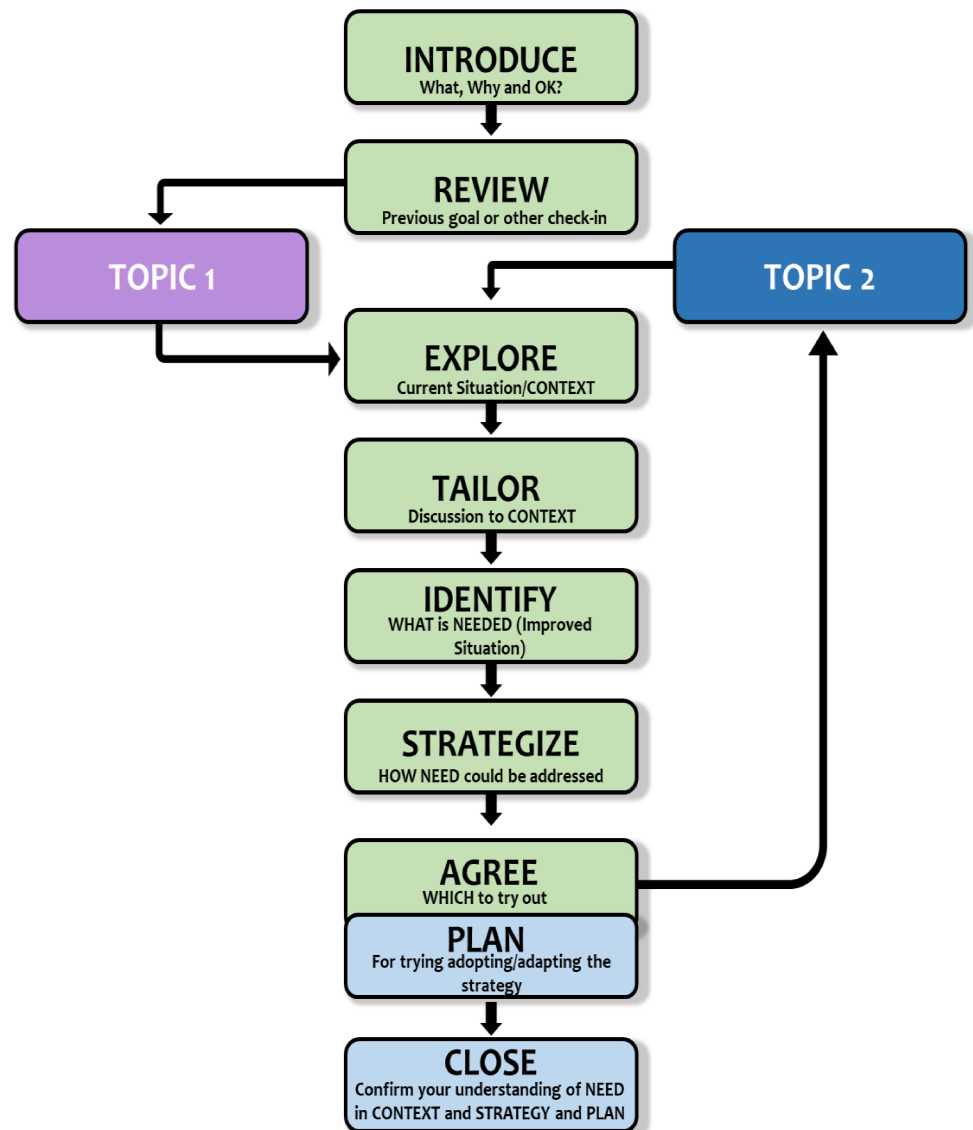 INTRODUCE
What, Why and OK?
REVIEW
Previous goal or other check-in
TOPIC 1
TOPIC 2
EXPLORE
Current Situation/CONTEXT
TAILOR
Discussion to CONTEXT
IDENTIFY
WHAT is NEEDED (Improved
Situation)
STRATEGIZE
HOW NEED could be addressed
AGREE
WHICH to try out
PLAN
For trying adopting/adapting the
strategy
CLOSE
Confirm your understanding of NEED
in CONTEXT and STRATEGY and PLAN